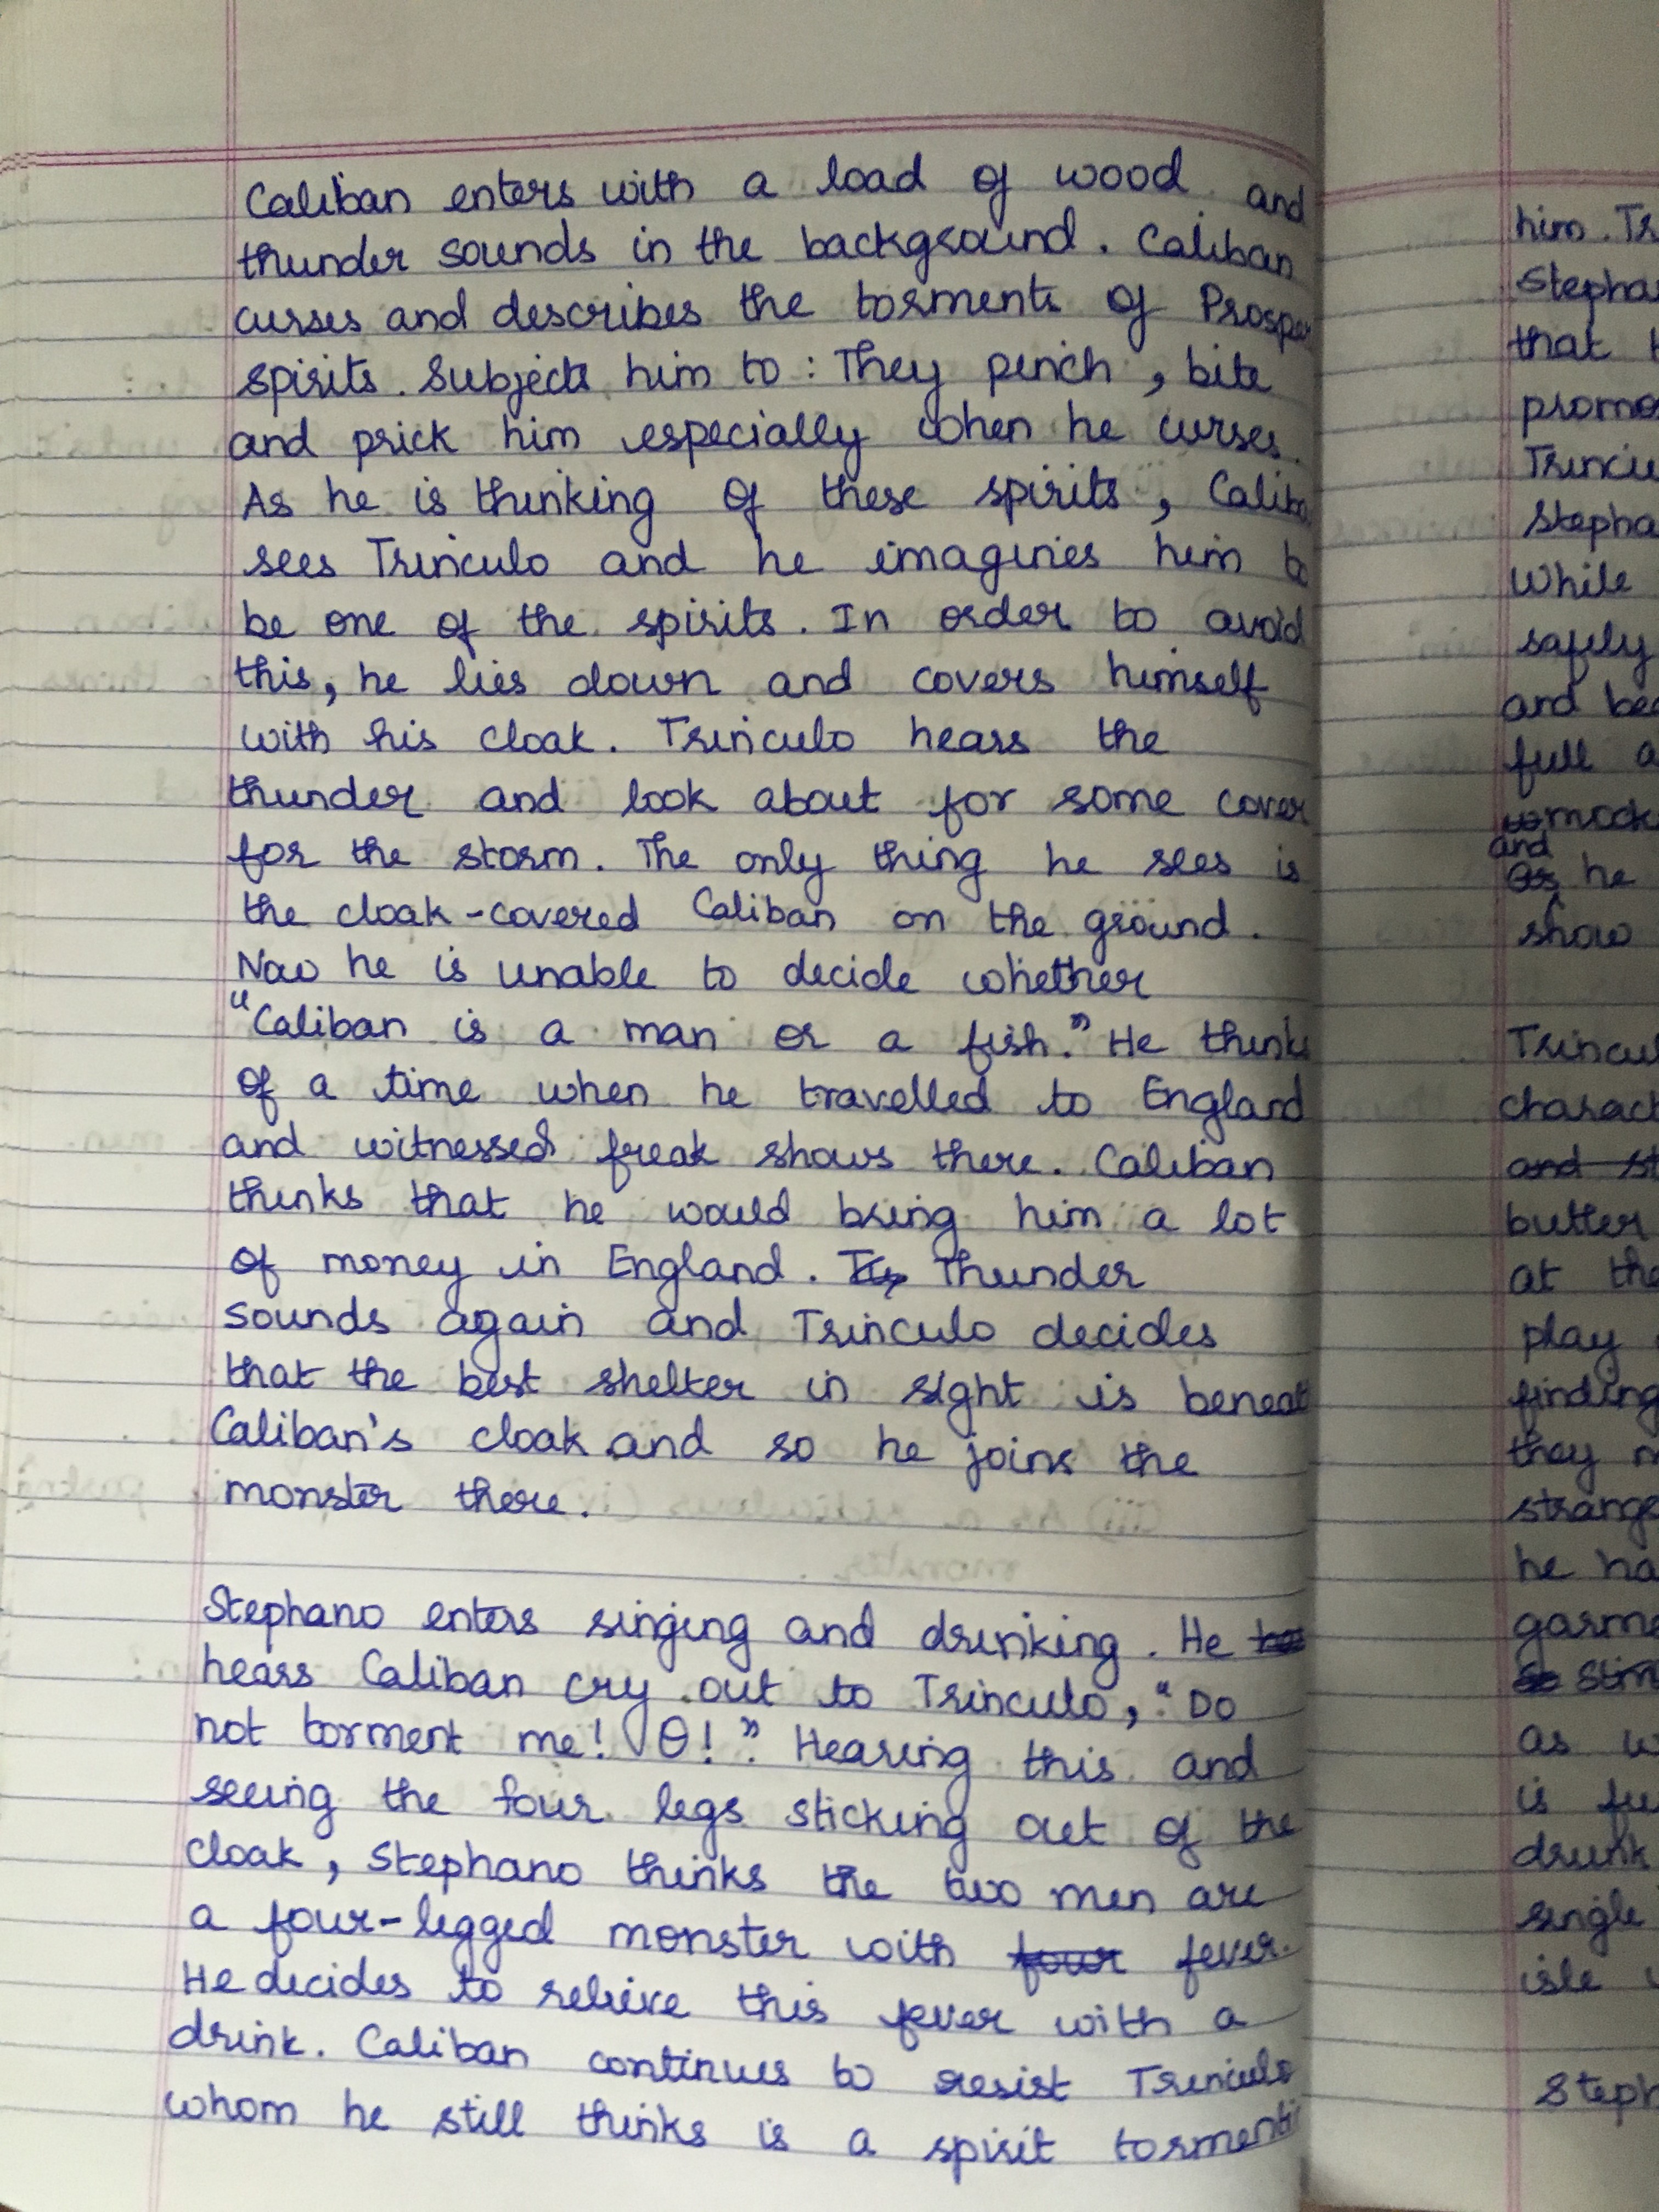 Caliban enters with a load of wood and
thunder sounds in the background. Caliban
curses and describes the torments of Prosper
spirits. Subjects him to : They pinch , bite
and prick him especially when he curses.
As he is thinking of these spirits , Caliba
sees Trinculo and he imagines him to
be one of the spirits. In order to avoid
this, he lies down and covers himself
with his cloak. Trinculo hears the
thunder and look about for some cover
for the storm. The only thing he sees is
the cloak-covered Caliban on the ground.
Now he is unable to decide whether
"Caliban is a man or a fish." He thinks
of a time when he travelled to England
and witnessed freak shows there. Caliban
thinks that he would bring him a lot
of money in England. Thunder
sounds again and Trinculo decides
that the best shelter in sight is beneat
Caliban's cloak and so he joins the
monster there.
Stephano enters singing and drinking. He
hears Caliban cry out to Trinculo, "Do
not torment me! O!" Hearing this and
seeing the four legs sticking out of the
cloak, Stephano thinks the two men are
a four-legged monster with four fever.
He decides to relieve this fever with a
drink. Caliban continues to resist Trinculo
whom he still thinks is a spirit tormenti
him. Tr
Stepha
that
promo
Trincu
Stepha
While
safely
and bec
full a
mock
and
he
show
Trincul
charact
and st
butler
at the
play
finding
they m
strange
he ha
garme
as w
is fu
drunk
single
isle
Steph